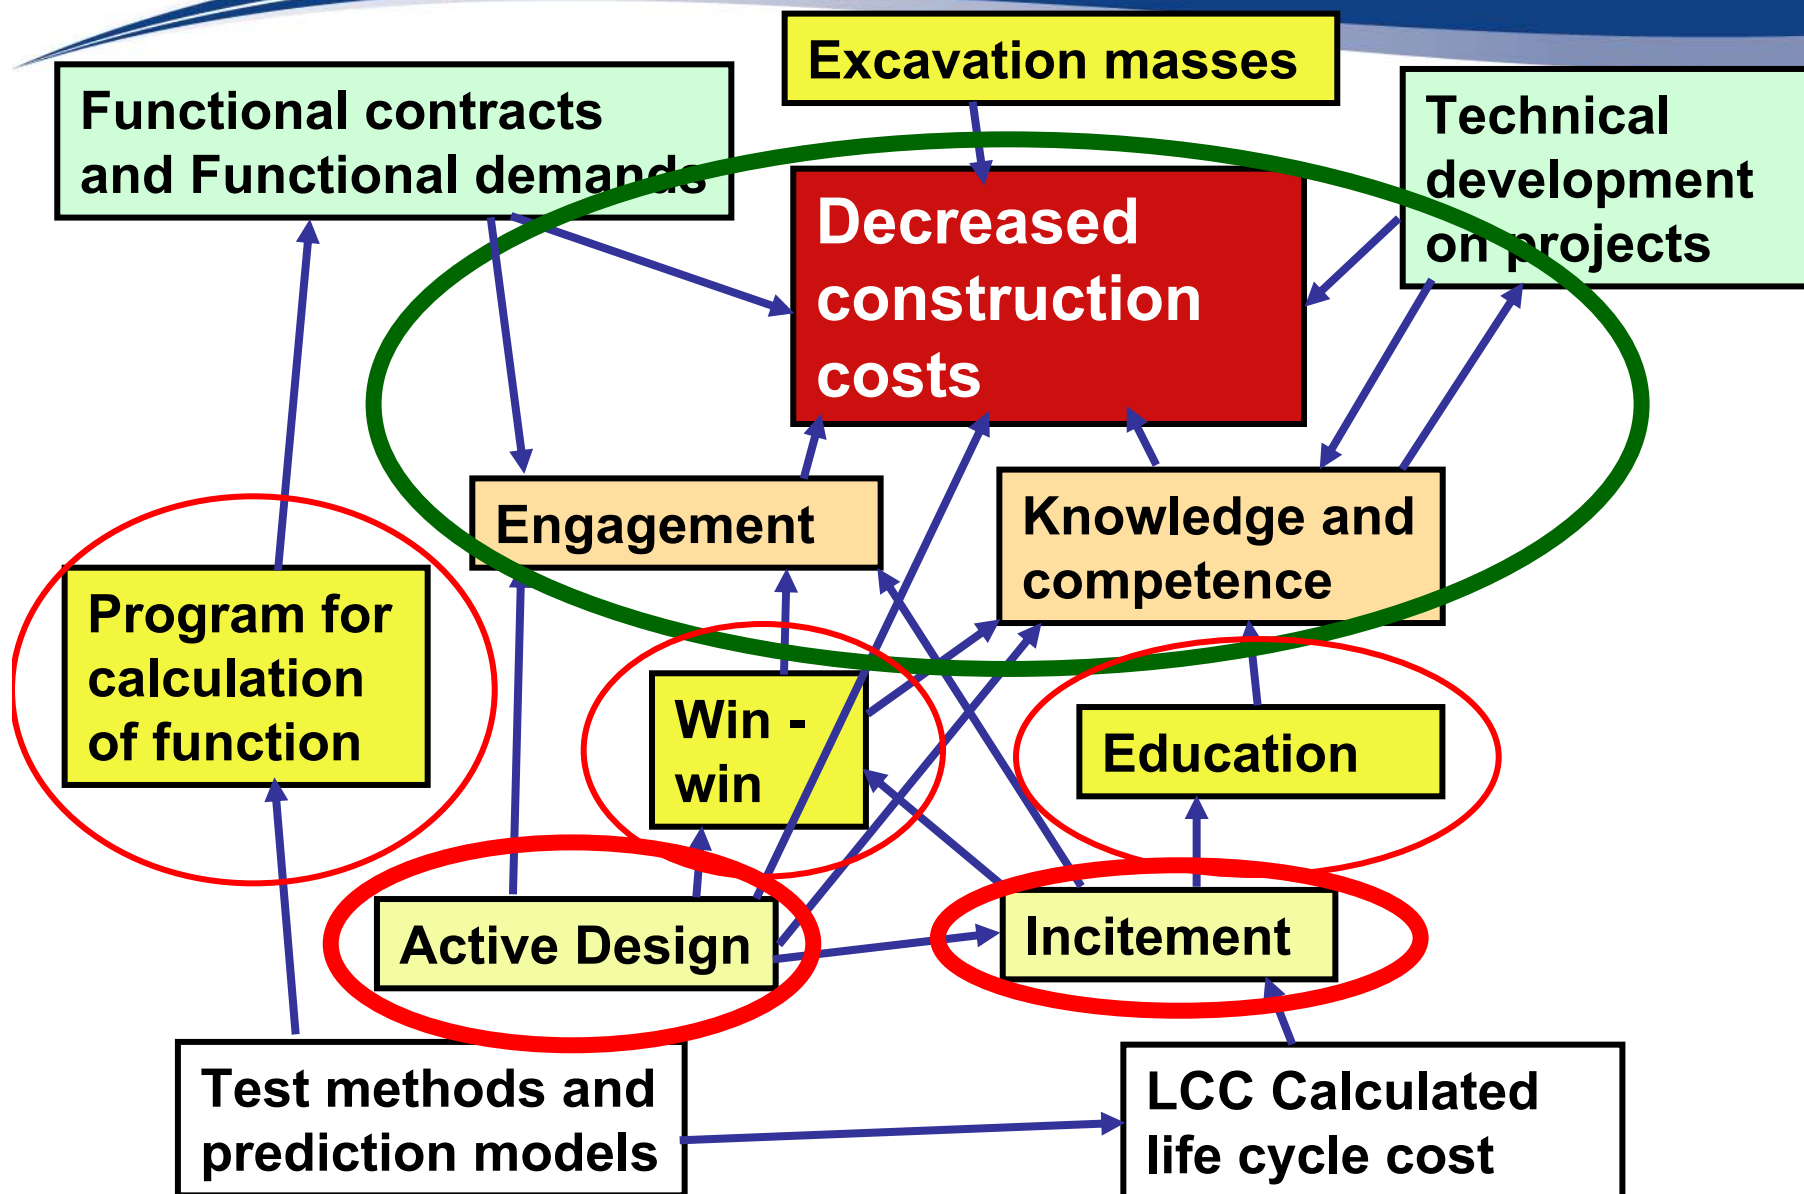 Excavation masses
Functional contracts
and Functional demands
Technical
development
on projects
Decreased
construction
costs
Engagement
Knowledge and
competence
Program for
calculation
of function
Win -
win
Education
Active Design
Incitement
Test methods and
prediction models
LCC Calculated
life cycle cost